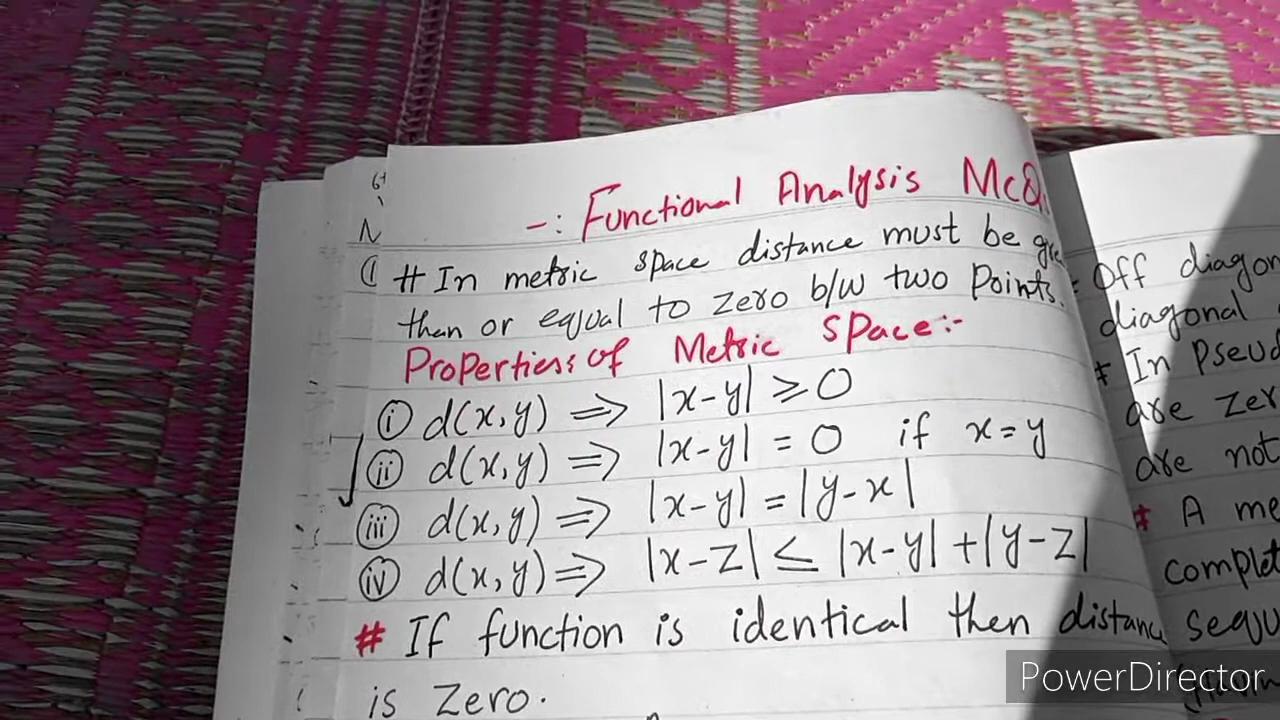 -: Functional Analysis McQ
① # In metric space distance must be
than or equal to zero b/w two Points.
Properties of Metric Space:-
(i) d(x,y) ⇒ |x-y| ≥ 0
(ii) d(x,y) ⇒ |x-y| = 0 if x=y
(iii) d(x,y) ⇒ |x-y| = |y-x|
(iv) d(x,y) ⇒ |x-z| ≤ |x-y| + |y-z|
# If function is identical then distance
is Zero.
Off diagon
diagonal
# In Pseud
are zer
are not
# A me
complet
sequ
PowerDirector